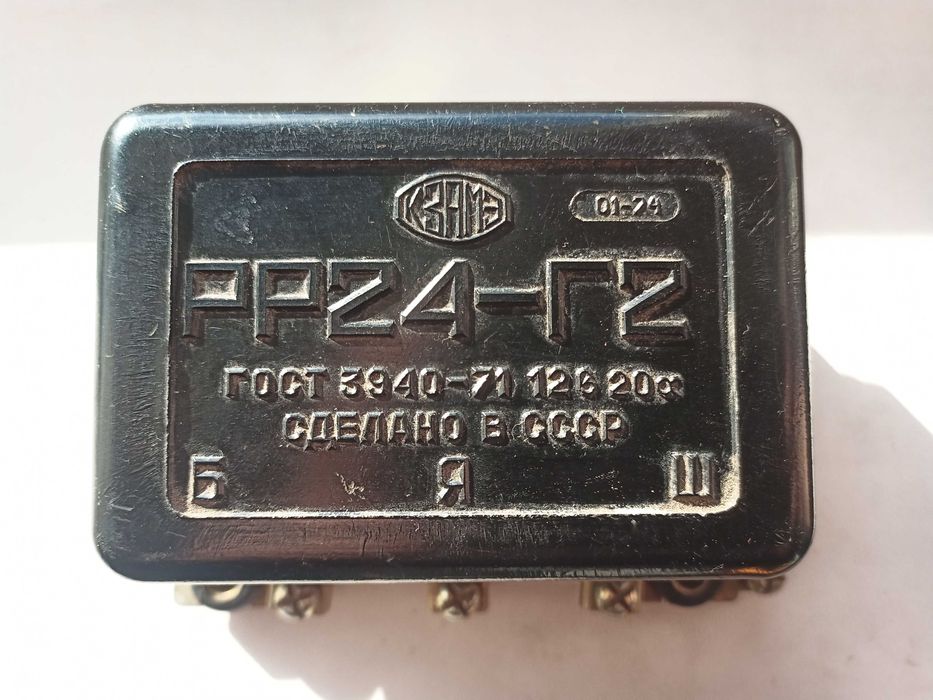 КЗАМЭ 01-24
РР24-Г2
ГОСТ 3940-71 12в 20а
СДЕЛАНО В СССР
Б Я Ш